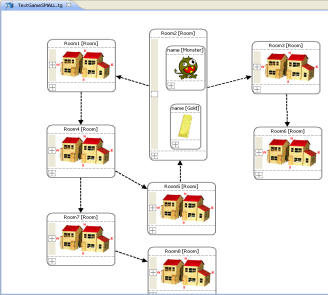 TextGameSMALL.tg
Room1 [Room]
Room2 [Room]
name [Monster]
Room3 [Room]
name [Gold]
Room4 [Room]
Room6 [Room]
Room5 [Room]
Room7 [Room]
Room8 [Room]